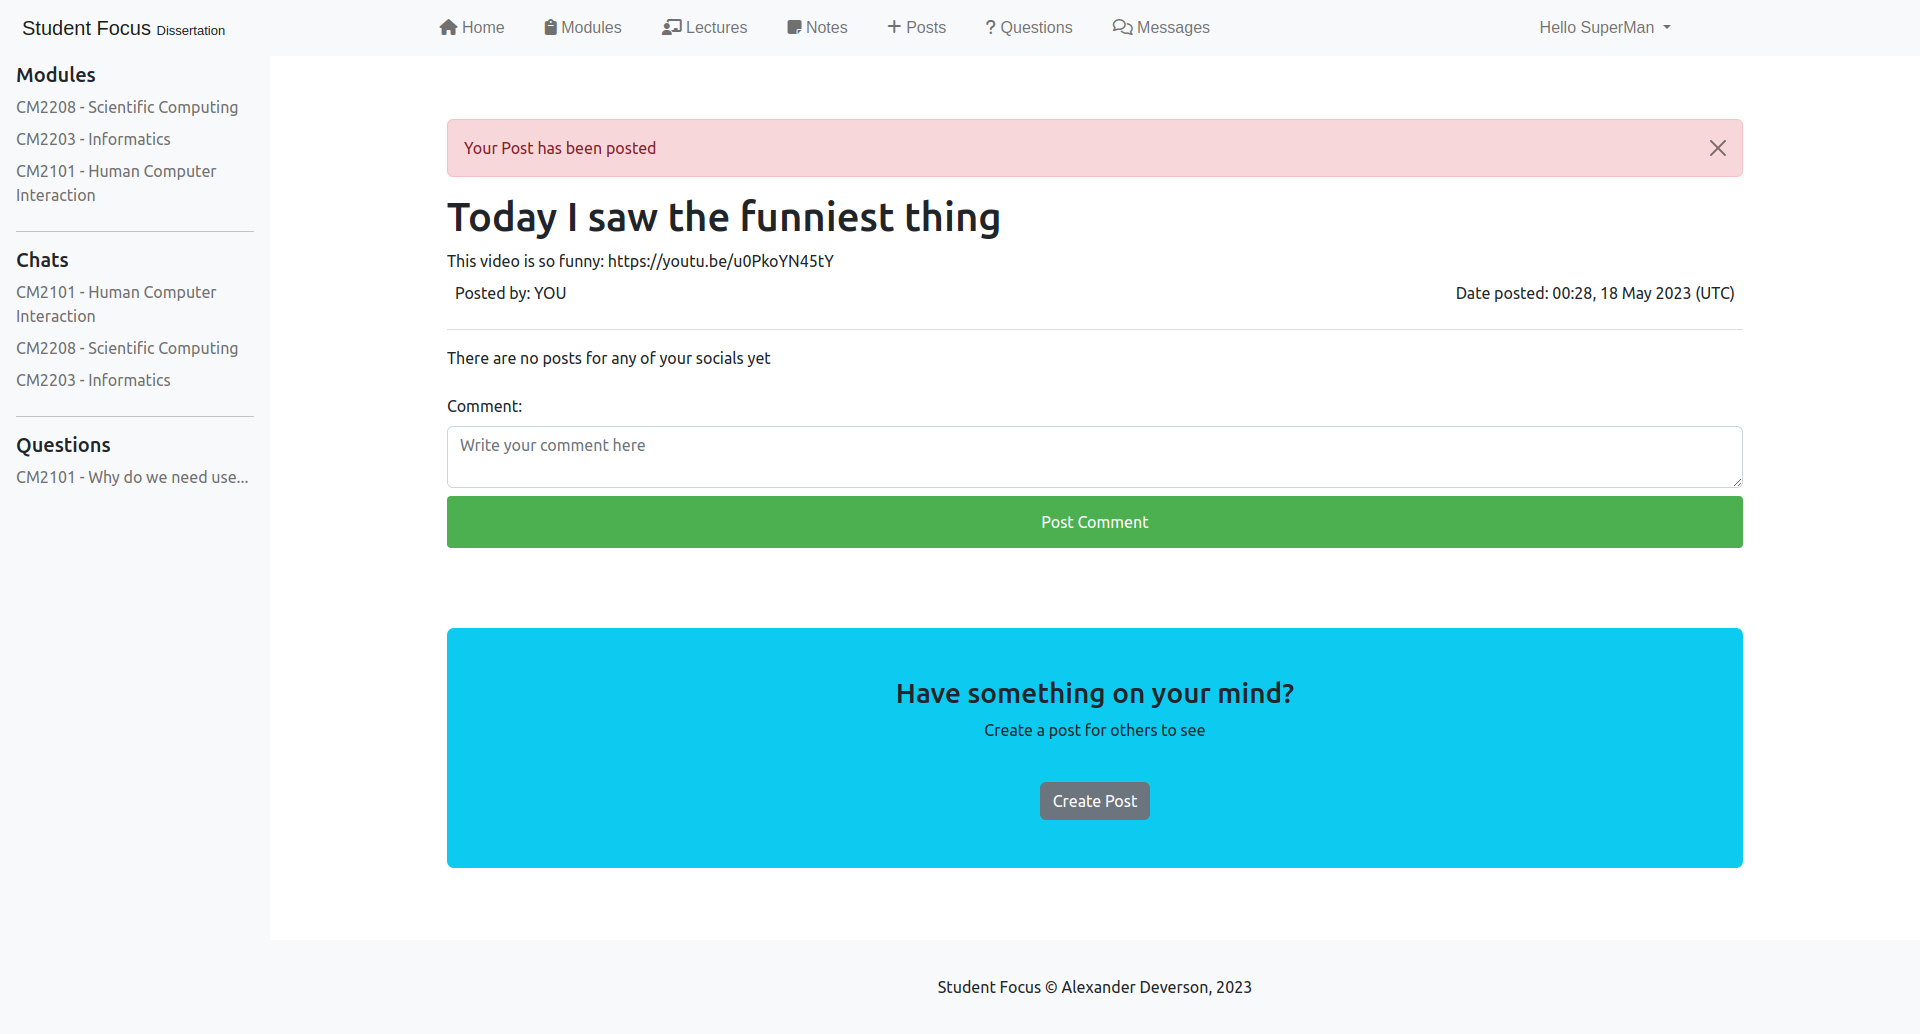 Student Focus Dissertation
Home
Modules
Lectures
Notes
Posts
Questions
Messages
Hello SuperMan
Modules
CM2208 - Scientific Computing
CM2203 - Informatics
CM2101 - Human Computer
Interaction
Chats
CM2101 - Human Computer
Interaction
CM2208 - Scientific Computing
CM2203 - Informatics
Questions
CM2101 - Why do we need use...
Your Post has been posted
Today I saw the funniest thing
This video is so funny: https://youtu.be/u0PkoYN45tY
Posted by: YOU
Date posted: 00:28, 18 May 2023 (UTC)
There are no posts for any of your socials yet
Comment:
Write your comment here
Post Comment
Have something on your mind?
Create a post for others to see
Create Post
Student Focus © Alexander Deverson, 2023